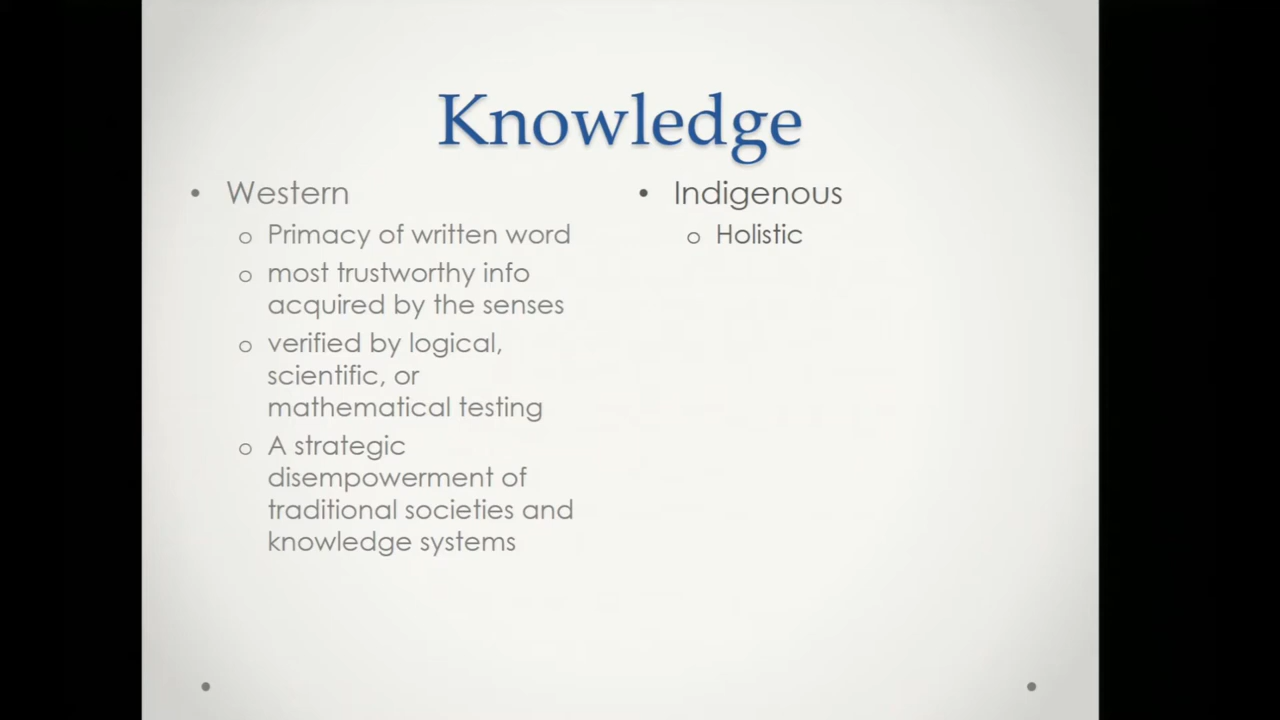 Knowledge
• Western
o Primacy of written word
o most trustworthy info
acquired by the senses
o verified by logical,
scientific, or
mathematical testing
o A strategic
disempowerment of
traditional societies and
knowledge systems
• Indigenous
o Holistic